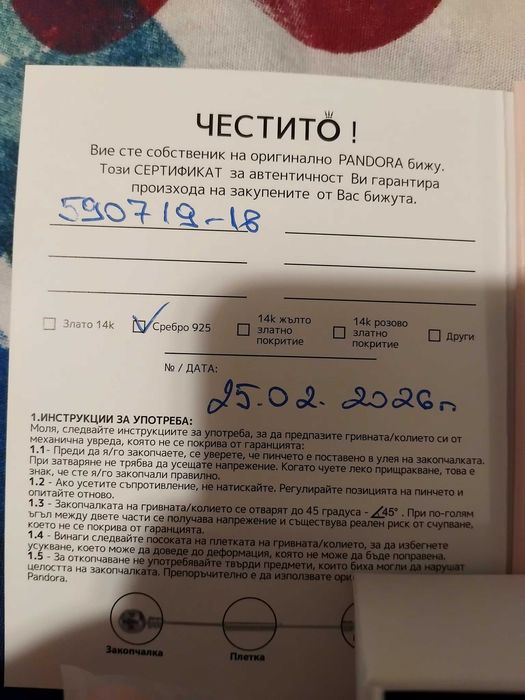 ЧЕСТИТО !
Вие сте собственик на оригинално PANDORA бижу.
Този СЕРТИФИКАТ за автентичност Ви гарантира
произхода на закупените от Вас бижута.
590719-18
Злато 14k
Сребро 925
14k жълто
златно
покритие
14k розово
златно
покритие
Други
№ / ДАТА:
25.02.2026г.
1.ИНСТРУКЦИИ ЗА УПОТРЕБА:
Моля, следвайте инструкциите за употреба, за да предпазите гривната/колието си от
механична увреда, която не се покрива от гаранцията:
1.1- Преди да я/го закопчаете, се уверете, че пинчето е поставено в улея на закопчалката.
При затваряне не трябва да усещате напрежение. Когато чуете леко прищракване, това е
знак, че сте я/го закопчали правилно.
1.2 - Ако усетите съпротивление, не натискайте. Регулирайте позицията на пинчето и
опитайте отново.
1.3 - Закопчалката на гривната/колието се отварят до 45 градуса - ∠45° . При по-голям
ъгъл между двете части се получава напрежение и съществува реален риск от счупване,
което не се покрива от гаранцията.
1.4 - Винаги следвайте посоката на плетката на гривната/колието, за да избегнете
усукване, което може да доведе до деформация, която не може да бъде поправена.
1.5 - За откопчаване не употребявайте твърди предмети, които биха могли да нарушат
целостта на закопчалката. Препоръчително е да използвате ори
Pandora.
Закопчалка
Плетка